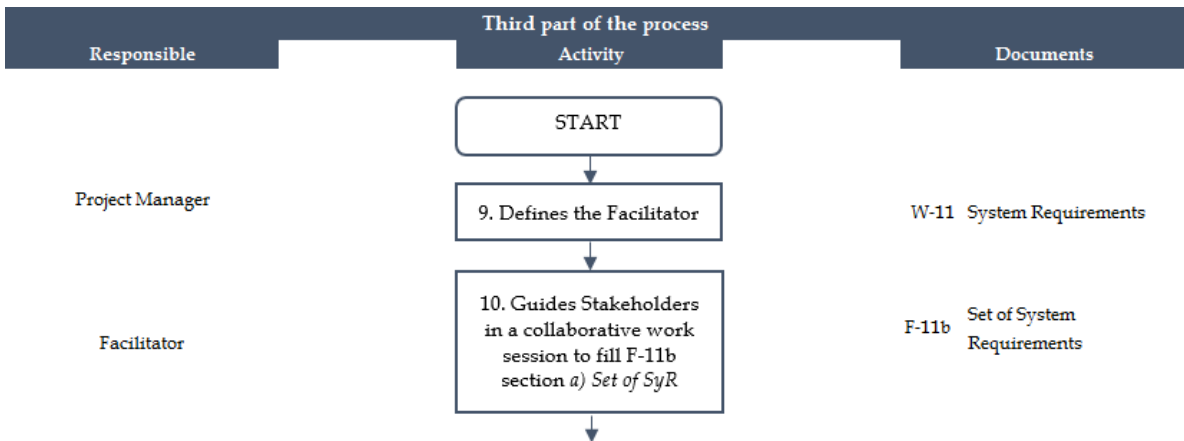 Third part of the process
Responsible
Activity
Documents
START
Project Manager
9. Defines the Facilitator
W-11 System Requirements
Facilitator
10. Guides Stakeholders
in a collaborative work
session to fill F-11b
section a) Set of SyR
F-11b Set of System
Requirements